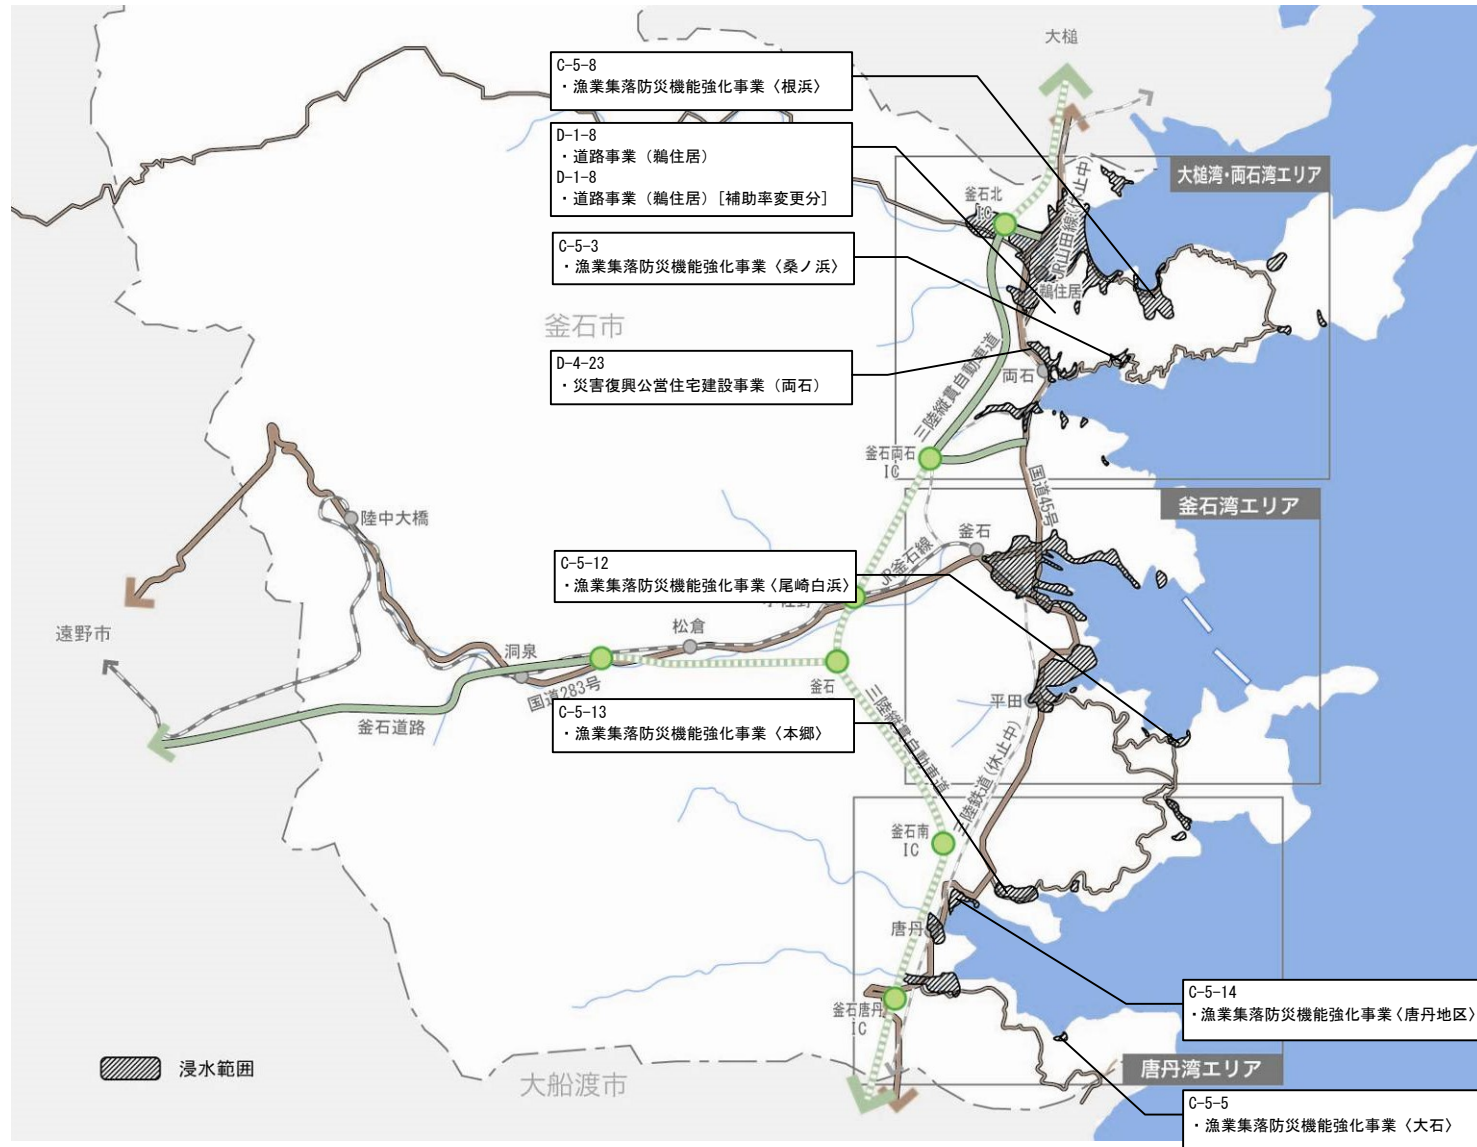 大槌
C-5-8
・漁業集落防災機能強化事業〈根浜〉
D-1-8
・道路事業（鵜住居）
D-1-8
・道路事業（鵜住居）［補助率変更分］
大槌湾・両石湾エリア
釜石北
IC
JR山田線(休止中)
鵜住居
C-5-3
・漁業集落防災機能強化事業〈桑ノ浜〉
釜石市
三陸縦貫自動車道
D-4-23
・災害復興公営住宅建設事業（両石）
両石
釜石両石
IC
国道45号
釜石湾エリア
陸中大橋
釜石
JR釜石線
C-5-12
・漁業集落防災機能強化事業〈尾崎白浜〉
遠野市
松倉
洞泉
国道283号
釜石
釜石道路
平田
C-5-13
・漁業集落防災機能強化事業〈本郷〉
三陸縦貫自動車道
三陸鉄道(休止中)
釜石南
IC
唐丹
C-5-14
・漁業集落防災機能強化事業〈唐丹地区〉
釜石唐丹
IC
浸水範囲
唐丹湾エリア
大船渡市
C-5-5
・漁業集落防災機能強化事業〈大石〉